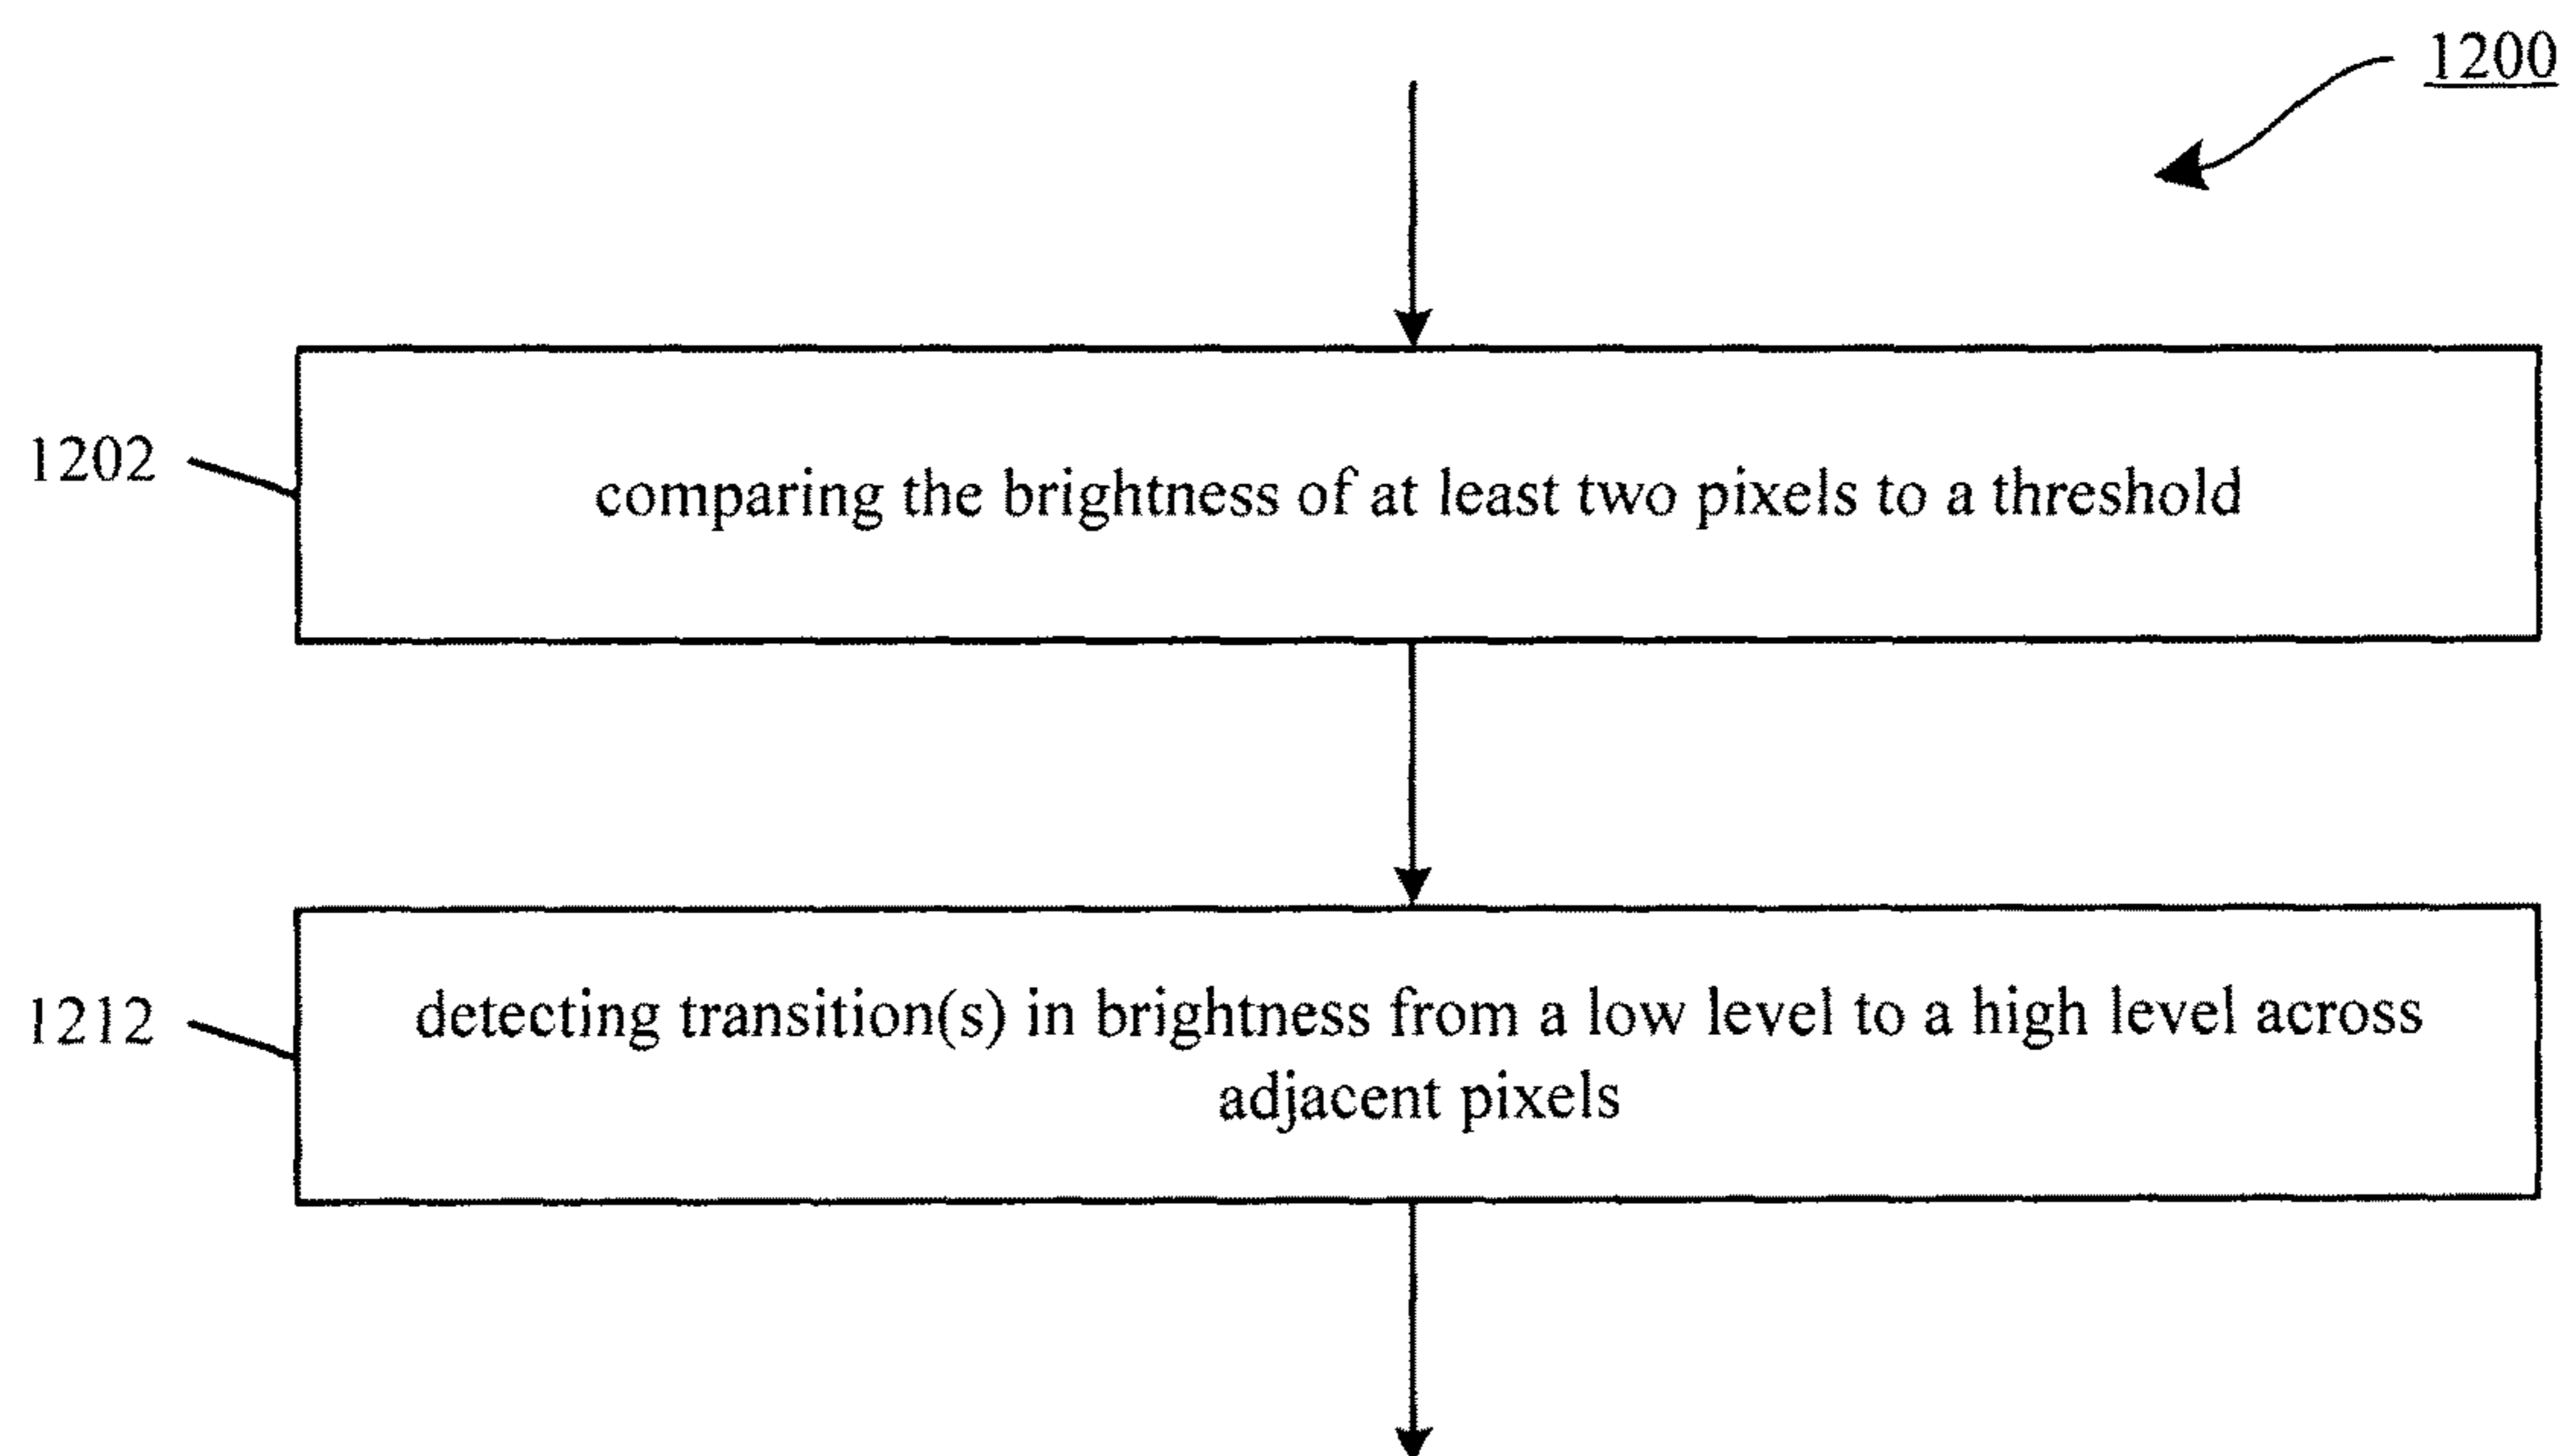 1200
1202
comparing the brightness of at least two pixels to a threshold
1212
detecting transition(s) in brightness from a low level to a high level across
adjacent pixels